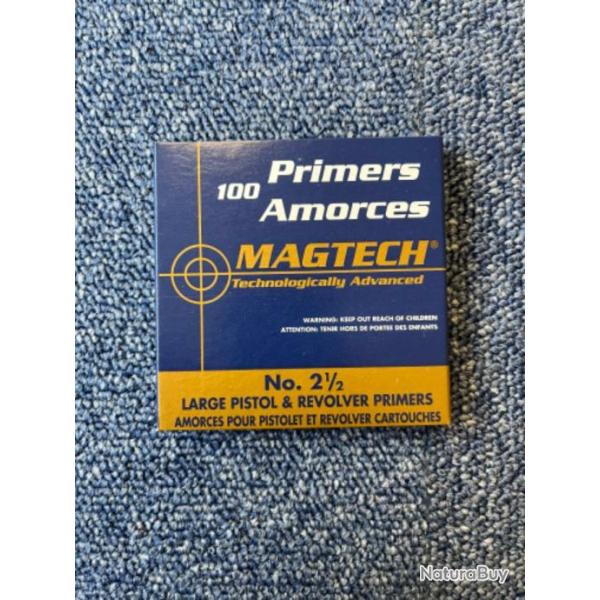 100 Primers
Amorces
MAGTECH®
Technologically Advanced
WARNING: KEEP OUT REACH OF CHILDREN
ATTENTION: TENIR HORS DE PORTEE DES ENFANTS
No. 2½
LARGE PISTOL & REVOLVER PRIMERS
AMORCES POUR PISTOLET ET REVOLVER CARTOUCHES
NaturaBuy